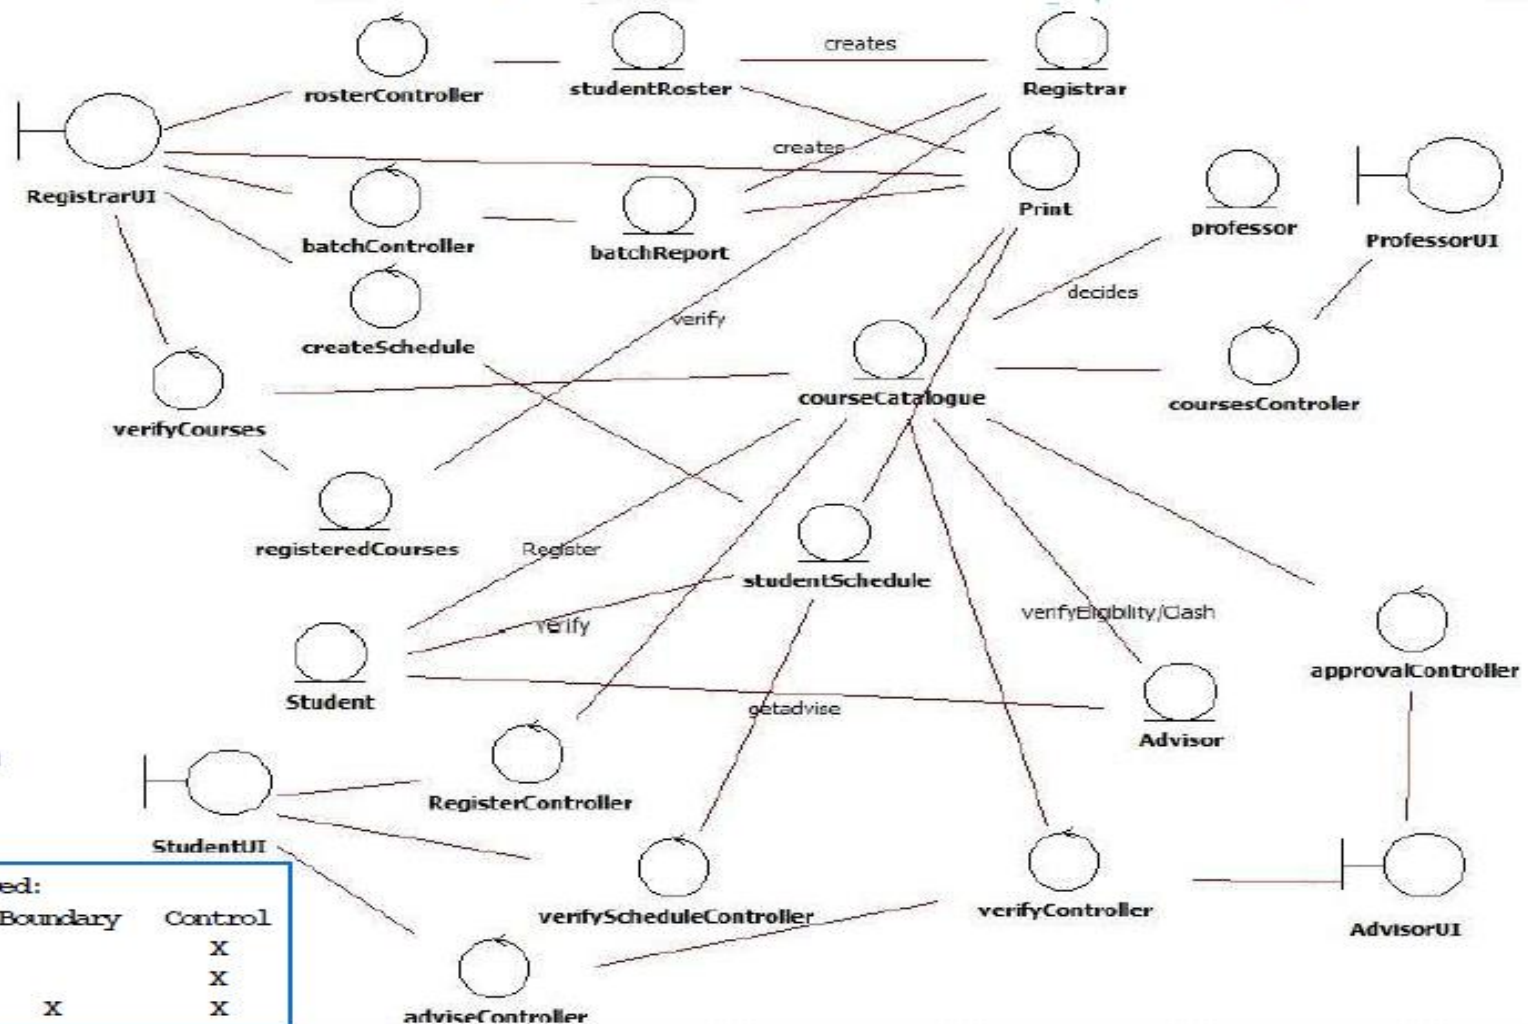 creates
rosterController
studentRoster
Registrar
creates
RegistrarUI
Print
professor
ProfessorUI
batchController
batchReport
decides
createSchedule
verify
courseCatalogue
coursesControler
verifyCourses
registeredCourses
Register
studentSchedule
verify
verifyEligibility/Clash
approvalController
Student
getadvise
Advisor
RegisterController
StudentUI
verifyScheduleController
verifyController
AdvisorUI
adviseController
ed:
Boundary Control
X
X
X X